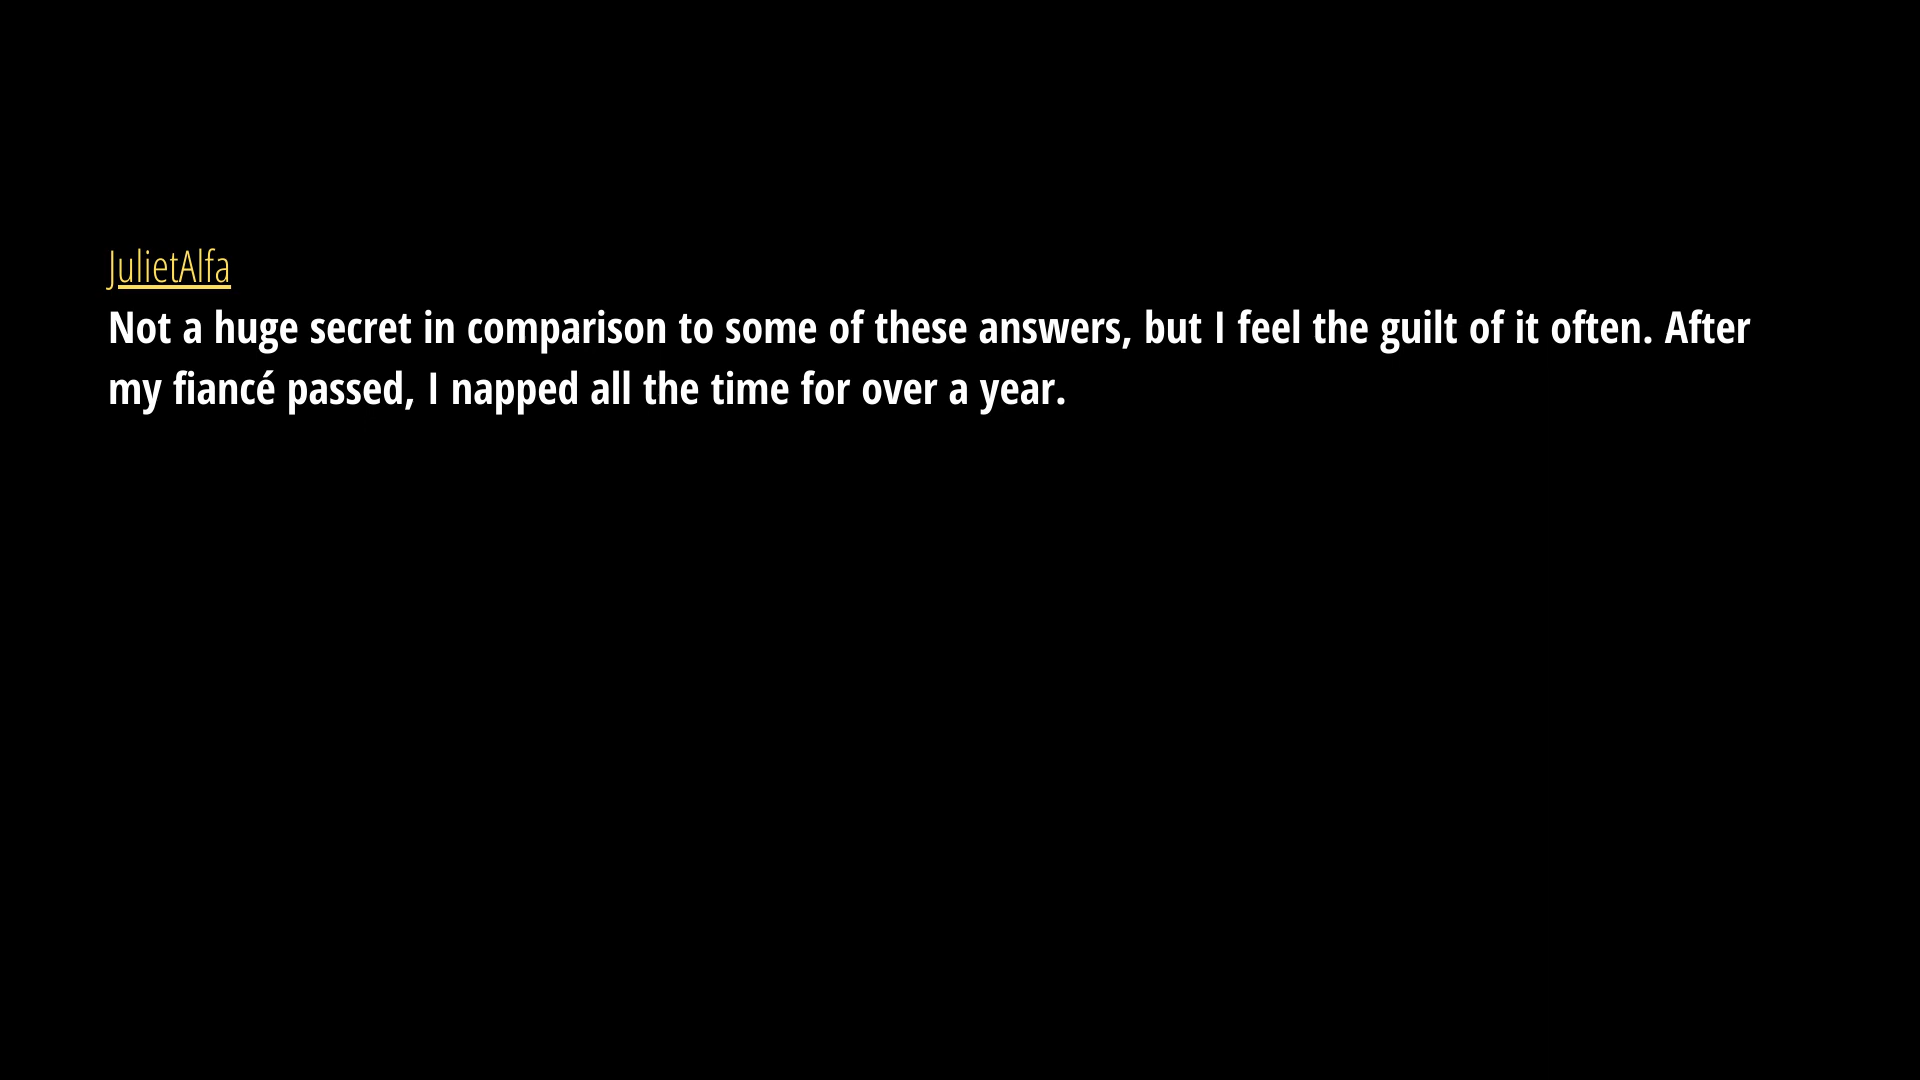 JulietAlfa
Not a huge secret in comparison to some of these answers, but I feel the guilt of it often. After
my fiancé passed, I napped all the time for over a year.